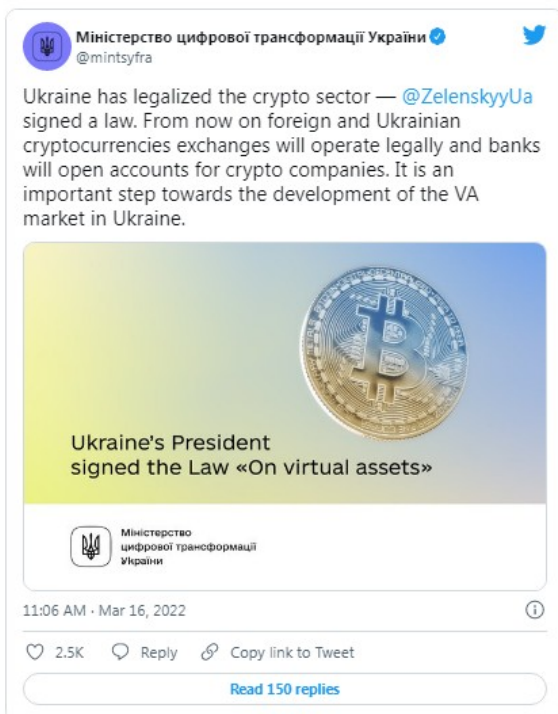 Міністерство цифрової трансформації України
@mintsyfra
Ukraine has legalized the crypto sector — @ZelenskyyUa
signed a law. From now on foreign and Ukrainian
cryptocurrencies exchanges will operate legally and banks
will open accounts for crypto companies. It is an
important step towards the development of the VA
market in Ukraine.
Ukraine's President
signed the Law «On virtual assets»
Міністерство
цифрової трансформації
України
11:06 AM · Mar 16, 2022
2.5K Reply Copy link to Tweet
Read 150 replies